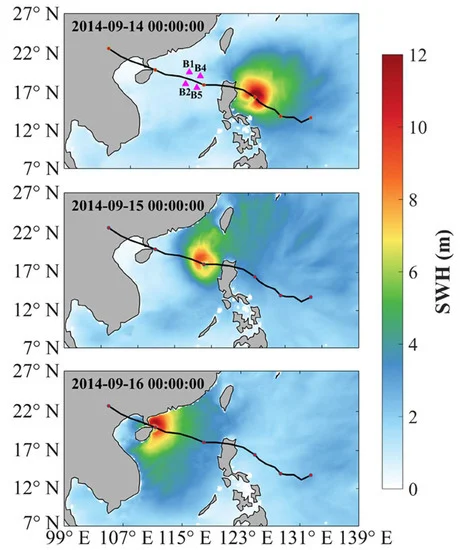 27° N
2014-09-14 00:00:00
22° N
B1 B4
B2 B5
17° N
12° N
7° N
27° N
2014-09-15 00:00:00
22° N
17° N
12° N
7° N
27° N
2014-09-16 00:00:00
22° N
17° N
12° N
7° N
99° E 107° E 115° E 123° E 131° E 139° E
12
10
8
6
4
2
0
SWH (m)